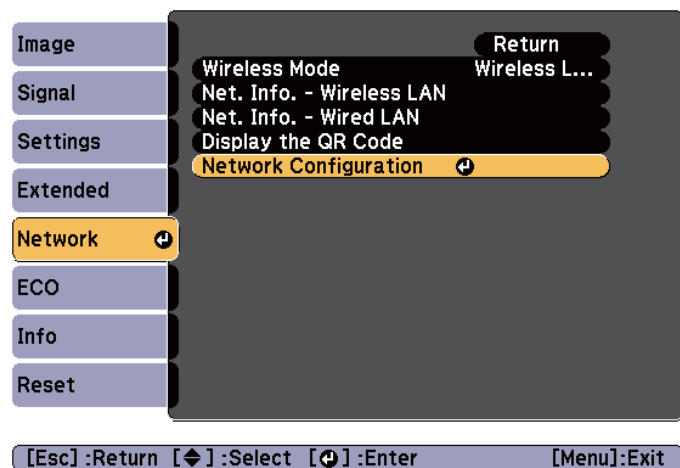 Image
Signal
Settings
Extended
Network
ECO
Info
Reset
Return
Wireless Mode Wireless L...
Net. Info. - Wireless LAN
Net. Info. - Wired LAN
Display the QR Code
Network Configuration
[Esc] :Return [◆] :Select [↵] :Enter [Menu]:Exit